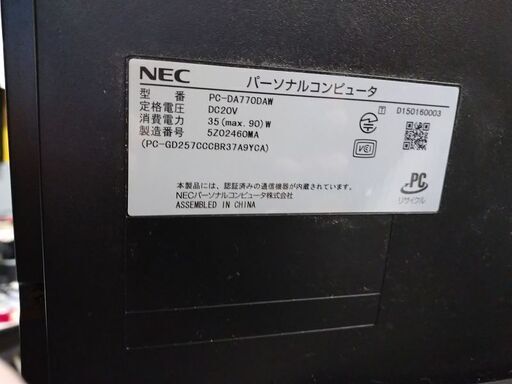 NEC パーソナルコンピュータ
型 番 PC-DA770DAW
定格電圧 DC20V
消費電力 35(max. 90)W
製造番号 5Z02460MA
(PC-GD257CCCBR37A9YCA)
T D150160003
VCI
本製品には、認証済みの通信機器が内蔵されています。
NECパーソナルコンピュータ株式会社
ASSEMBLED IN CHINA
PC
リサイクル